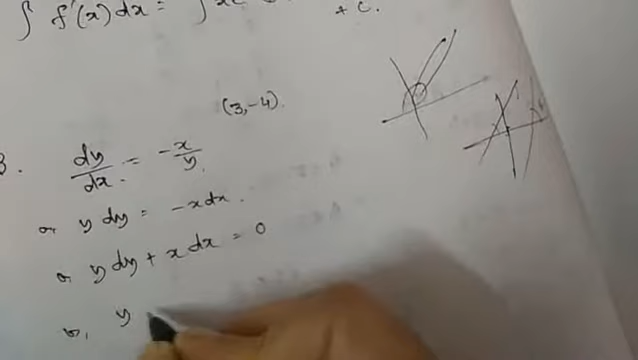 ∫ f'(x) dx = ∫ x
+ c.
(3, -4).
3. dy/dx = -x/y.
or y dy = -x dx.
or y dy + x dx = 0
or, y